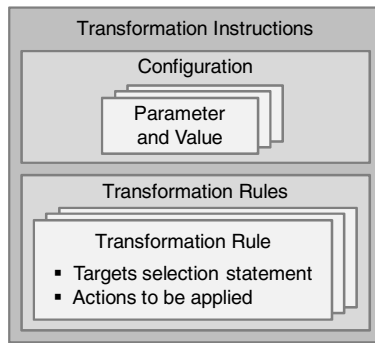 Transformation Instructions
Configuration
Parameter
and Value
Transformation Rules
Transformation Rule
▪ Targets selection statement
▪ Actions to be applied